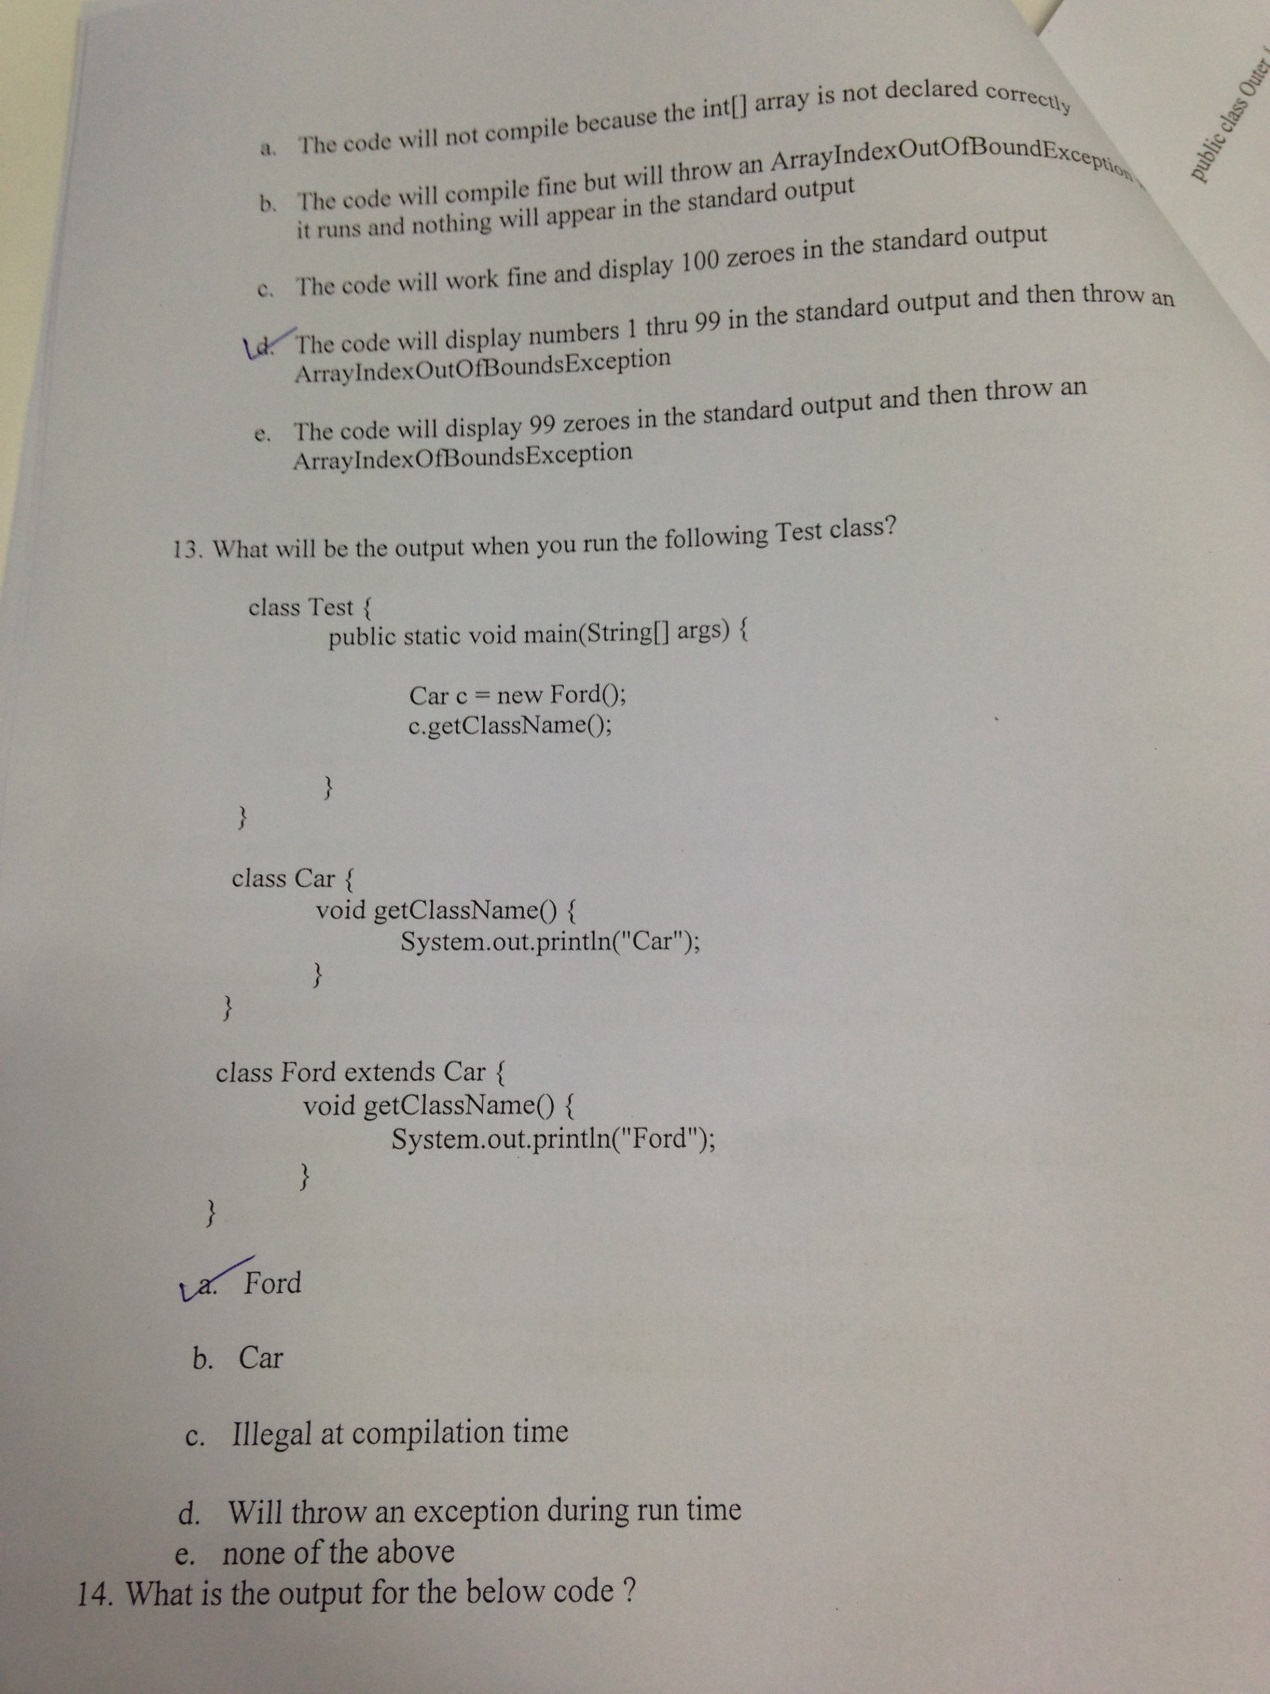 public class Outer {
a. The code will not compile because the int[] array is not declared correctly
b. The code will compile fine but will throw an ArrayIndexOutOfBoundException
it runs and nothing will appear in the standard output
c. The code will work fine and display 100 zeroes in the standard output
d. The code will display numbers 1 thru 99 in the standard output and then throw an
ArrayIndexOutOfBoundsException
e. The code will display 99 zeroes in the standard output and then throw an
ArrayIndexOfBoundsException
13. What will be the output when you run the following Test class?
class Test {
public static void main(String[] args) {
Car c = new Ford();
c.getClassName();
}
}
class Car {
void getClassName() {
System.out.println("Car");
}
}
class Ford extends Car {
void getClassName() {
System.out.println("Ford");
}
}
a. Ford
b. Car
c. Illegal at compilation time
d. Will throw an exception during run time
e. none of the above
14. What is the output for the below code ?